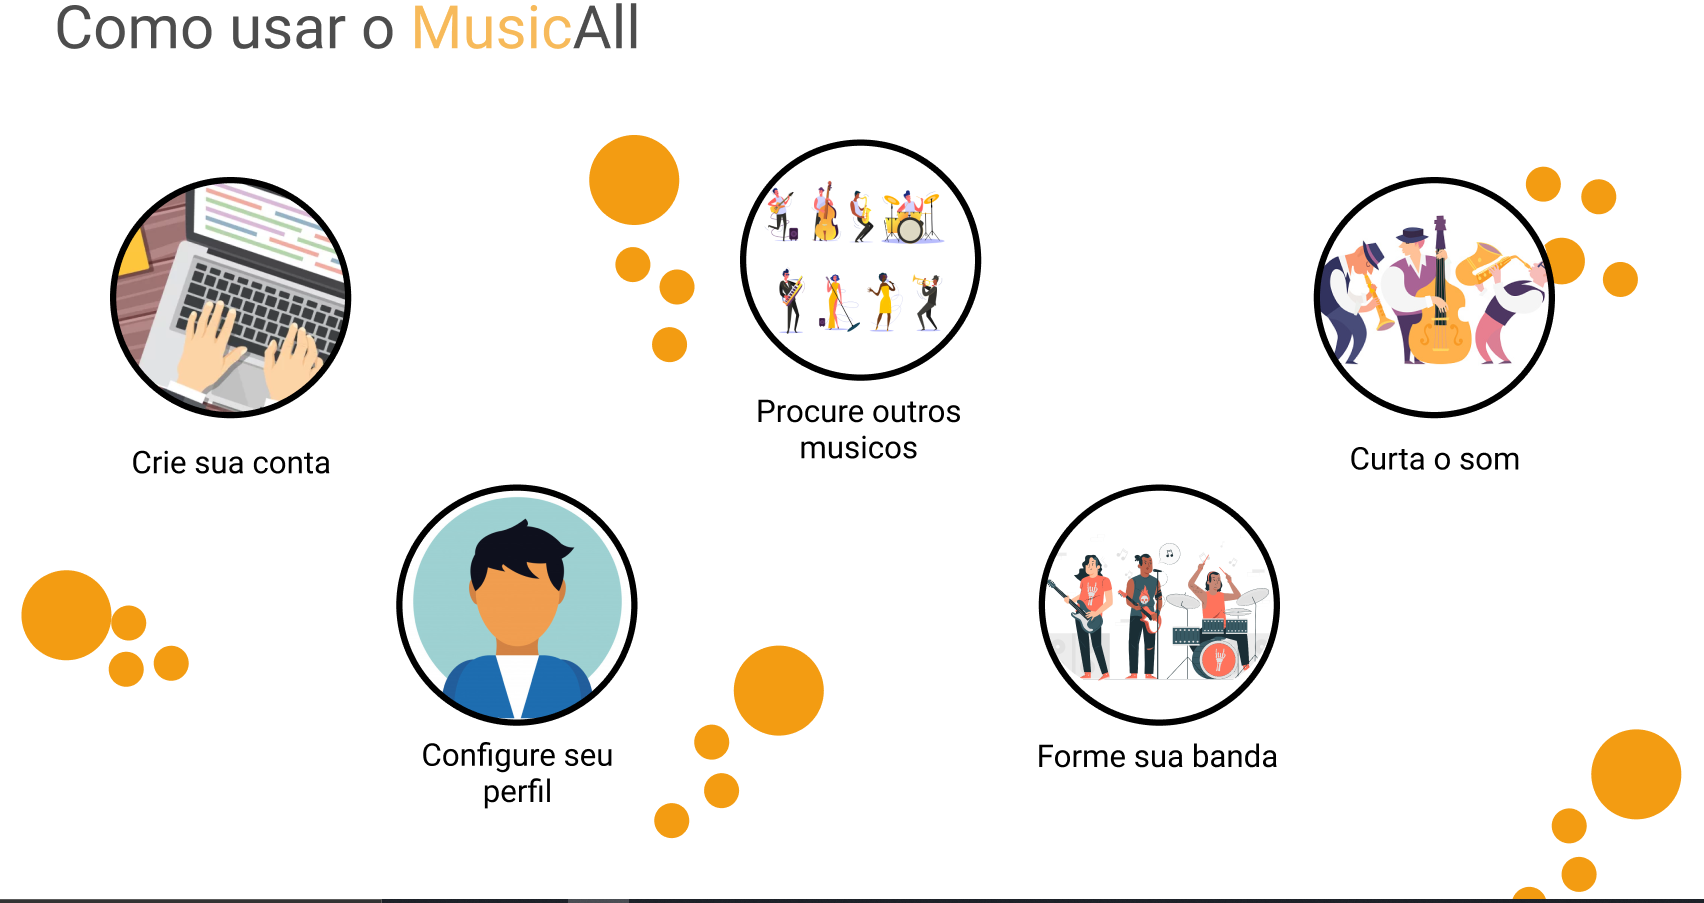 Como usar o MusicAll
Crie sua conta
Configure seu
perfil
Procure outros
musicos
Forme sua banda
Curta o som